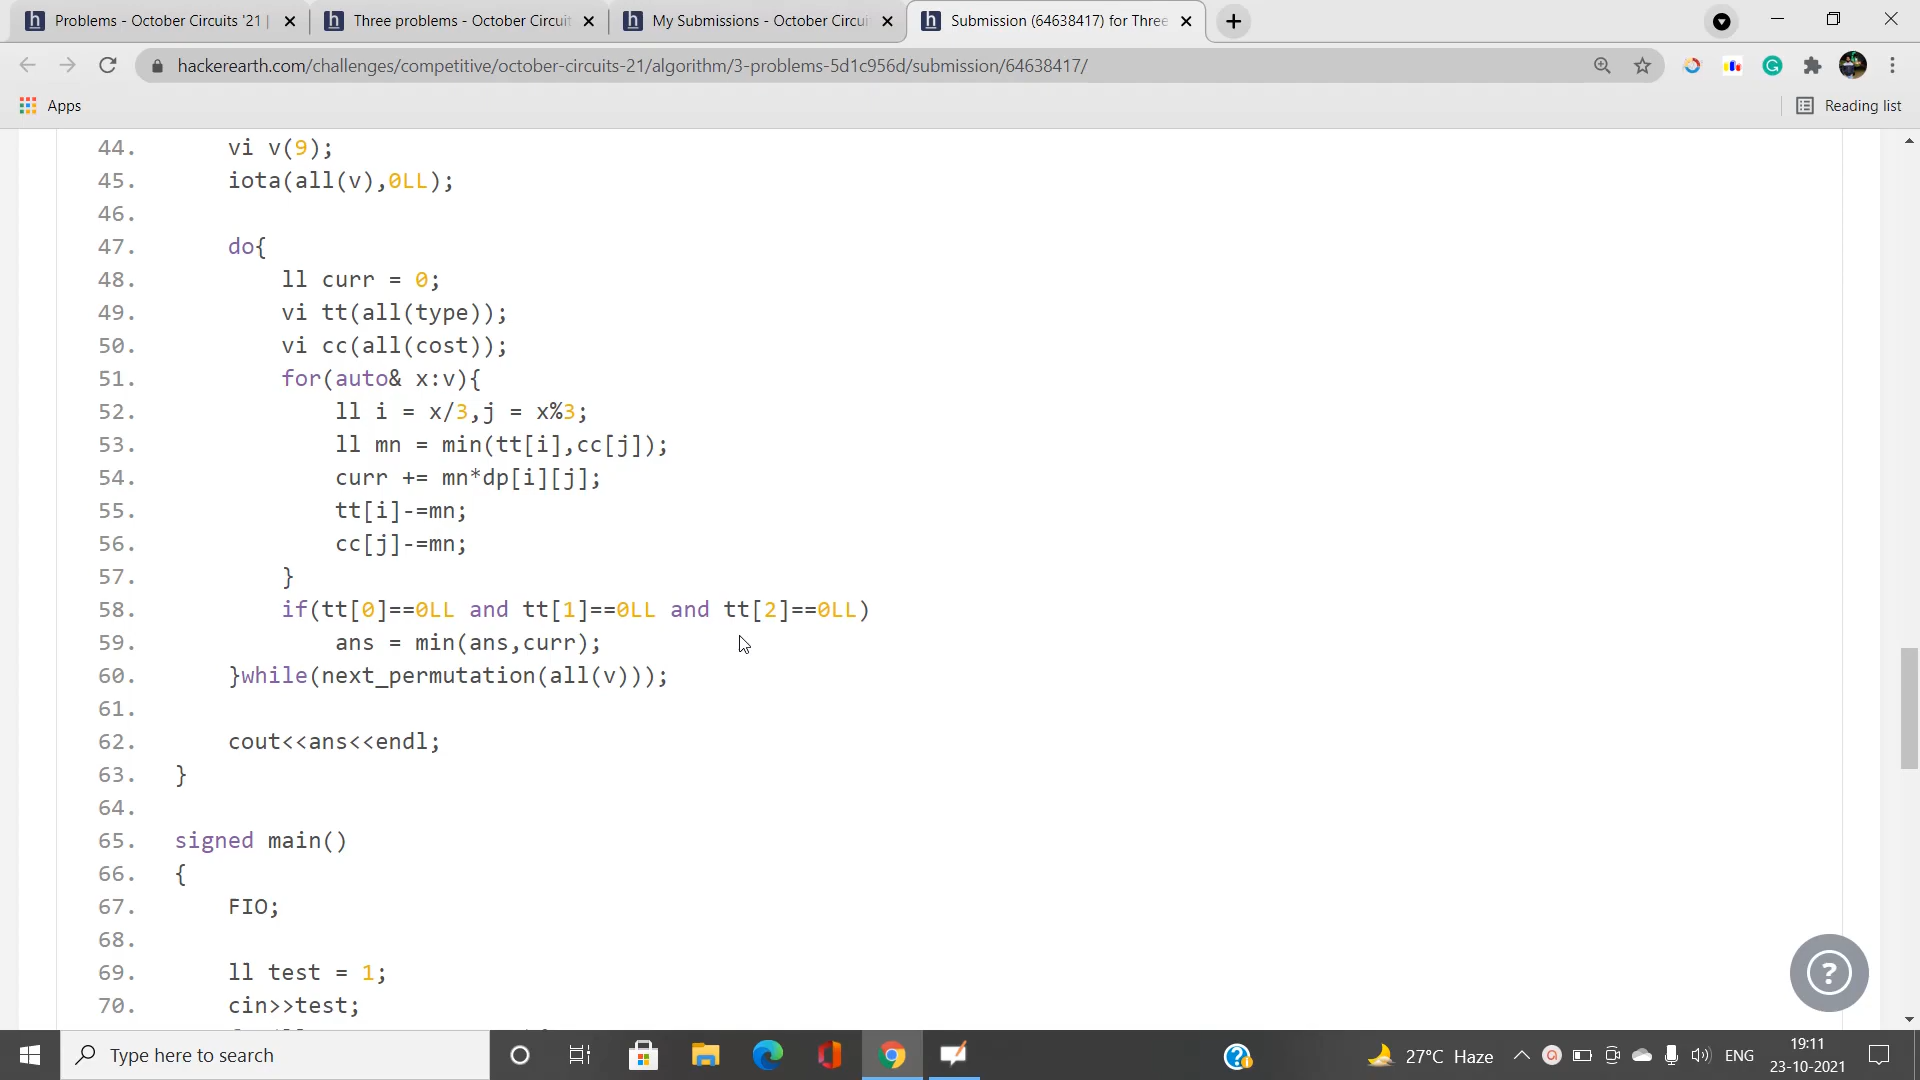 Problems - October Circuits '21 |
Three problems - October Circuit
My Submissions - October Circui
Submission (64638417) for Three
hackerearth.com/challenges/competitive/october-circuits-21/algorithm/3-problems-5d1c956d/submission/64638417/
Apps
Reading list
44. vi v(9);
45. iota(all(v),0LL);
46.
47. do{
48. ll curr = 0;
49. vi tt(all(type));
50. vi cc(all(cost));
51. for(auto& x:v){
52. ll i = x/3,j = x%3;
53. ll mn = min(tt[i],cc[j]);
54. curr += mn*dp[i][j];
55. tt[i]-=mn;
56. cc[j]-=mn;
57. }
58. if(tt[0]==0LL and tt[1]==0LL and tt[2]==0LL)
59. ans = min(ans,curr);
60. }while(next_permutation(all(v)));
61.
62. cout<<ans<<endl;
63. }
64.
65. signed main()
66. {
67. FIO;
68.
69. ll test = 1;
70. cin>>test;
Type here to search
27°C Haze
ENG
19:11
23-10-2021